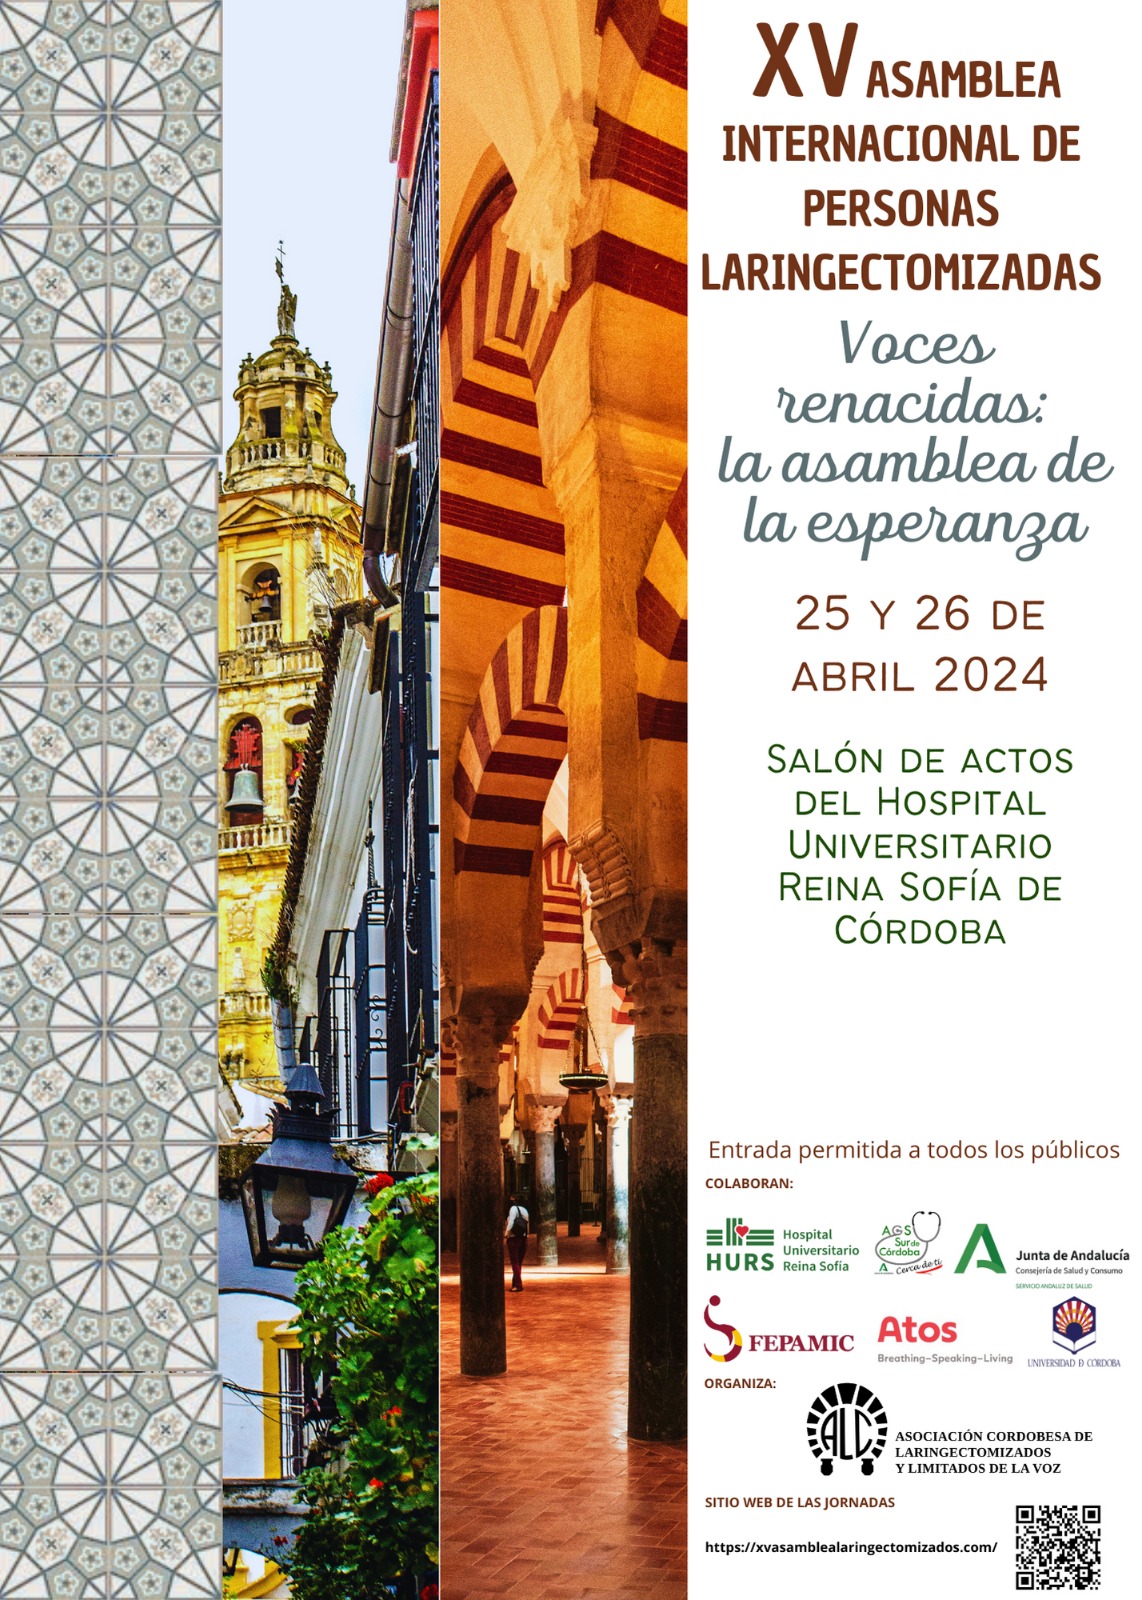 XV ASAMBLEA
INTERNACIONAL DE
PERSONAS
LARINGECTOMIZADAS
Voces
renacidas:
la asamblea de
la esperanza
25 Y 26 DE
ABRIL 2024
SALÓN DE ACTOS
DEL HOSPITAL
UNIVERSITARIO
REINA SOFÍA DE
CÓRDOBA
Entrada permitida a todos los públicos
COLABORAN:
HURS
Hospital
Universitario
Reina Sofía
AGS
Sur de
Córdoba
Cerca de ti
Junta de Andalucía
Consejería de Salud y Consumo
SERVICIO ANDALUZ DE SALUD
FEPAMIC
Atos
Breathing-Speaking-Living
UNIVERSIDAD D CORDOBA
ORGANIZA:
ALC
ASOCIACIÓN CORDOBESA DE
LARINGECTOMIZADOS
Y LIMITADOS DE LA VOZ
SITIO WEB DE LAS JORNADAS
https://xvasamblealaringectomizados.com/